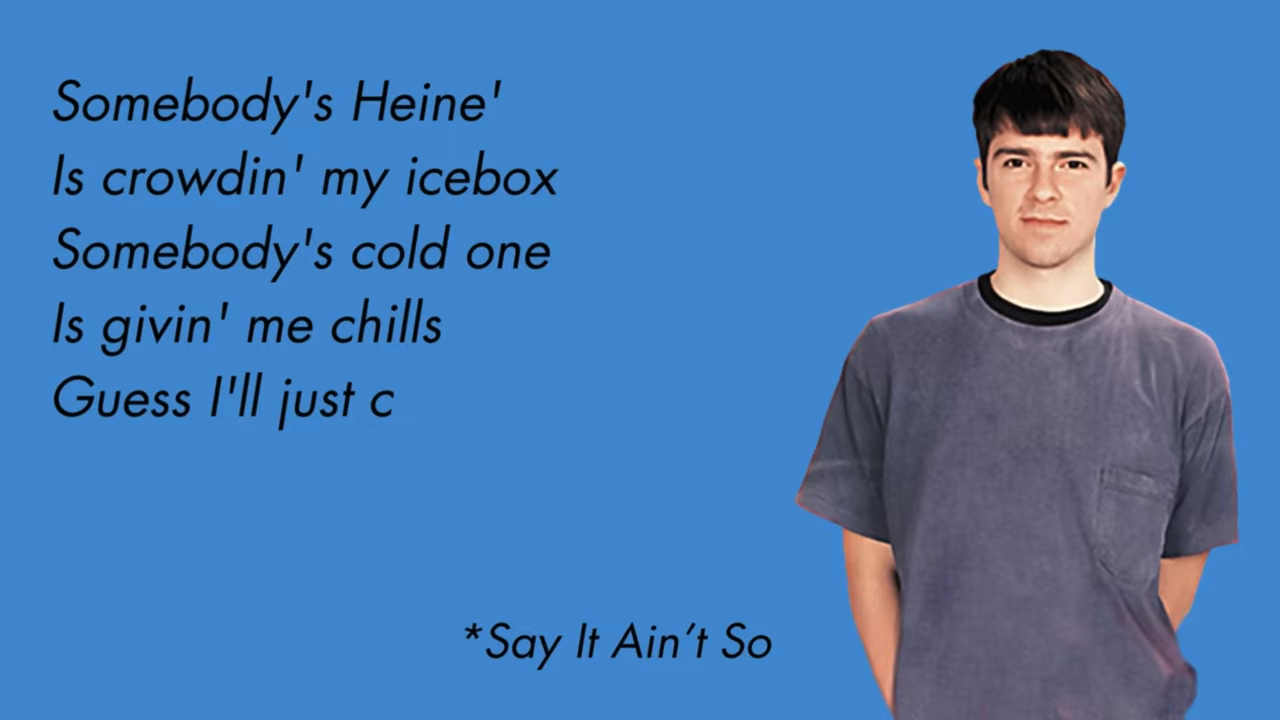 Somebody's Heine'
Is crowdin' my icebox
Somebody's cold one
Is givin' me chills
Guess I'll just c
*Say It Ain’t So